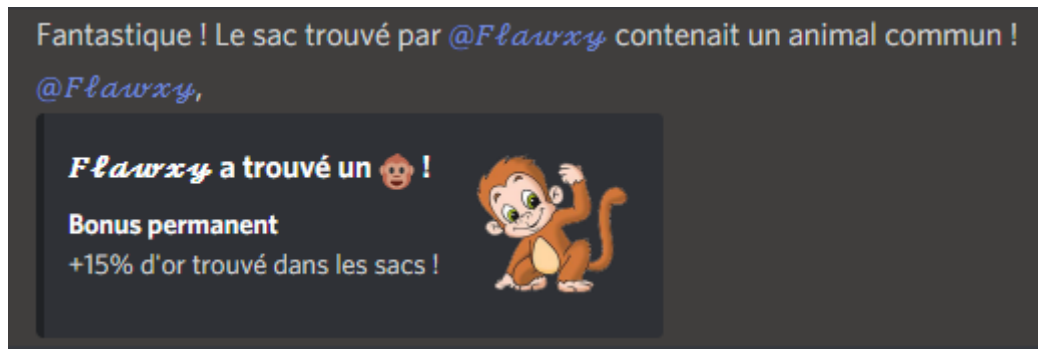 Fantastique ! Le sac trouvé par @Fℓawxy contenait un animal commun !
@Fℓawxy,
Fℓawxy a trouvé un 🐵 !
Bonus permanent
+15% d'or trouvé dans les sacs !